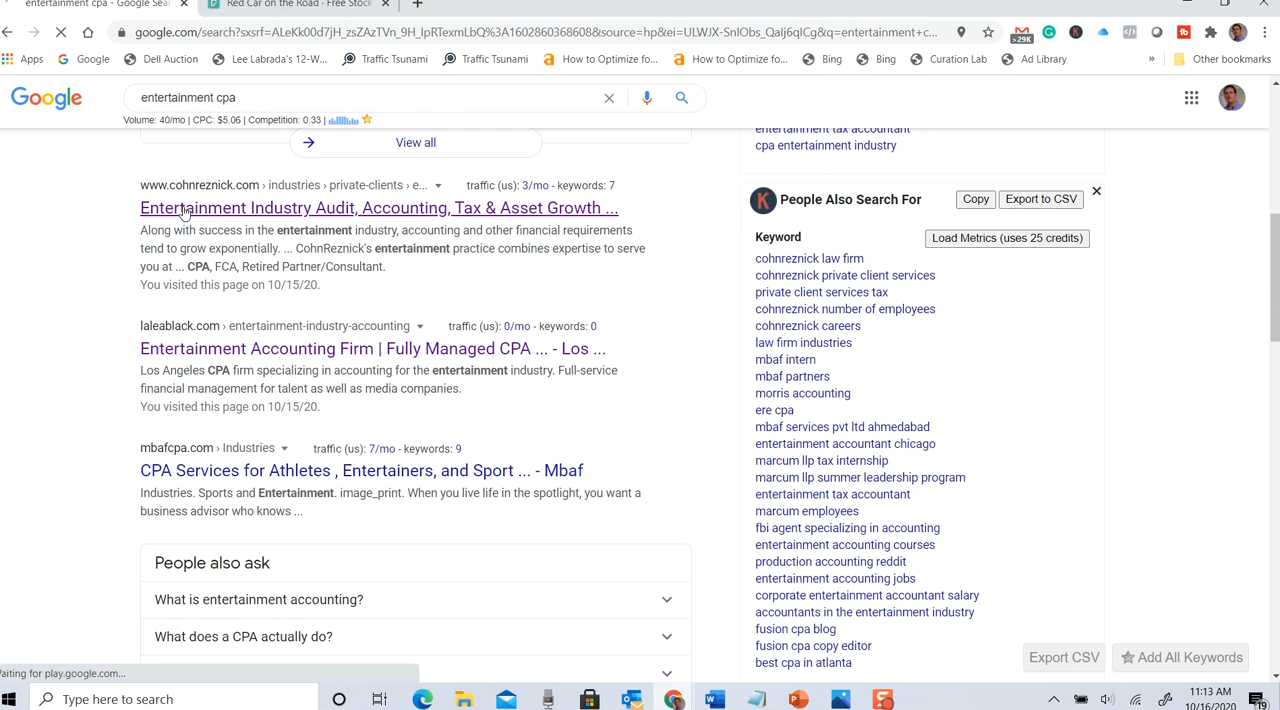 entertainment cpa - Google Sear
Red Car on the Road · Free Stock
google.com/search?sxsrf=ALeKk00d7jH_zsZAzTVn_9H_IpRTexmLbQ%3A1602860368608&source=hp&ei=ULWJX-SnIObs_QaIj6qICg&q=entertainment+c...
>29K
Apps
Google
Dell Auction
Lee Labrada's 12-W...
Traffic Tsunami
Traffic Tsunami
How to Optimize fo...
How to Optimize fo...
Bing
Bing
Curation Lab
Ad Library
»
Other bookmarks
Google
entertainment cpa
Volume: 40/mo | CPC: $5.06 | Competition: 0.33 |
View all
www.cohnreznick.com › industries › private-clients › e...
traffic (us): 3/mo - keywords: 7
Entertainment Industry Audit, Accounting, Tax & Asset Growth ...
Along with success in the entertainment industry, accounting and other financial requirements
tend to grow exponentially. ... CohnReznick's entertainment practice combines expertise to serve
you at ... CPA, FCA, Retired Partner/Consultant.
You visited this page on 10/15/20.
laleablack.com › entertainment-industry-accounting
traffic (us): 0/mo - keywords: 0
Entertainment Accounting Firm | Fully Managed CPA ... - Los ...
Los Angeles CPA firm specializing in accounting for the entertainment industry. Full-service
financial management for talent as well as media companies.
You visited this page on 10/15/20.
mbafcpa.com › Industries
traffic (us): 7/mo - keywords: 9
CPA Services for Athletes , Entertainers, and Sport ... - Mbaf
Industries. Sports and Entertainment. image_print. When you live life in the spotlight, you want a
business advisor who knows ...
People also ask
What is entertainment accounting?
What does a CPA actually do?
entertainment tax accountant
cpa entertainment industry
K
People Also Search For
Copy
Export to CSV
Keyword
Load Metrics (uses 25 credits)
cohnreznick law firm
cohnreznick private client services
private client services tax
cohnreznick number of employees
cohnreznick careers
law firm industries
mbaf intern
mbaf partners
morris accounting
ere cpa
mbaf services pvt ltd ahmedabad
entertainment accountant chicago
marcum llp tax internship
marcum llp summer leadership program
entertainment tax accountant
marcum employees
fbi agent specializing in accounting
entertainment accounting courses
production accounting reddit
entertainment accounting jobs
corporate entertainment accountant salary
accountants in the entertainment industry
fusion cpa blog
fusion cpa copy editor
best cpa in atlanta
Export CSV
Add All Keywords
Waiting for play.google.com...
Type here to search
11:13 AM
10/16/2020
19